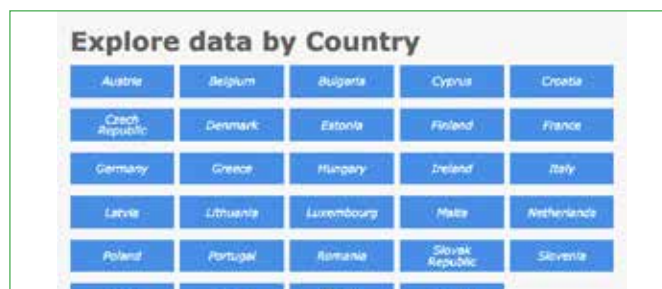 Explore data by Country
Austria Belgium Bulgaria Cyprus Croatia
Czech
Republic Denmark Estonia Finland France
Germany Greece Hungary Ireland Italy
Latvia Lithuania Luxembourg Malta Netherlands
Poland Portugal Romania Slovak
Republic Slovenia